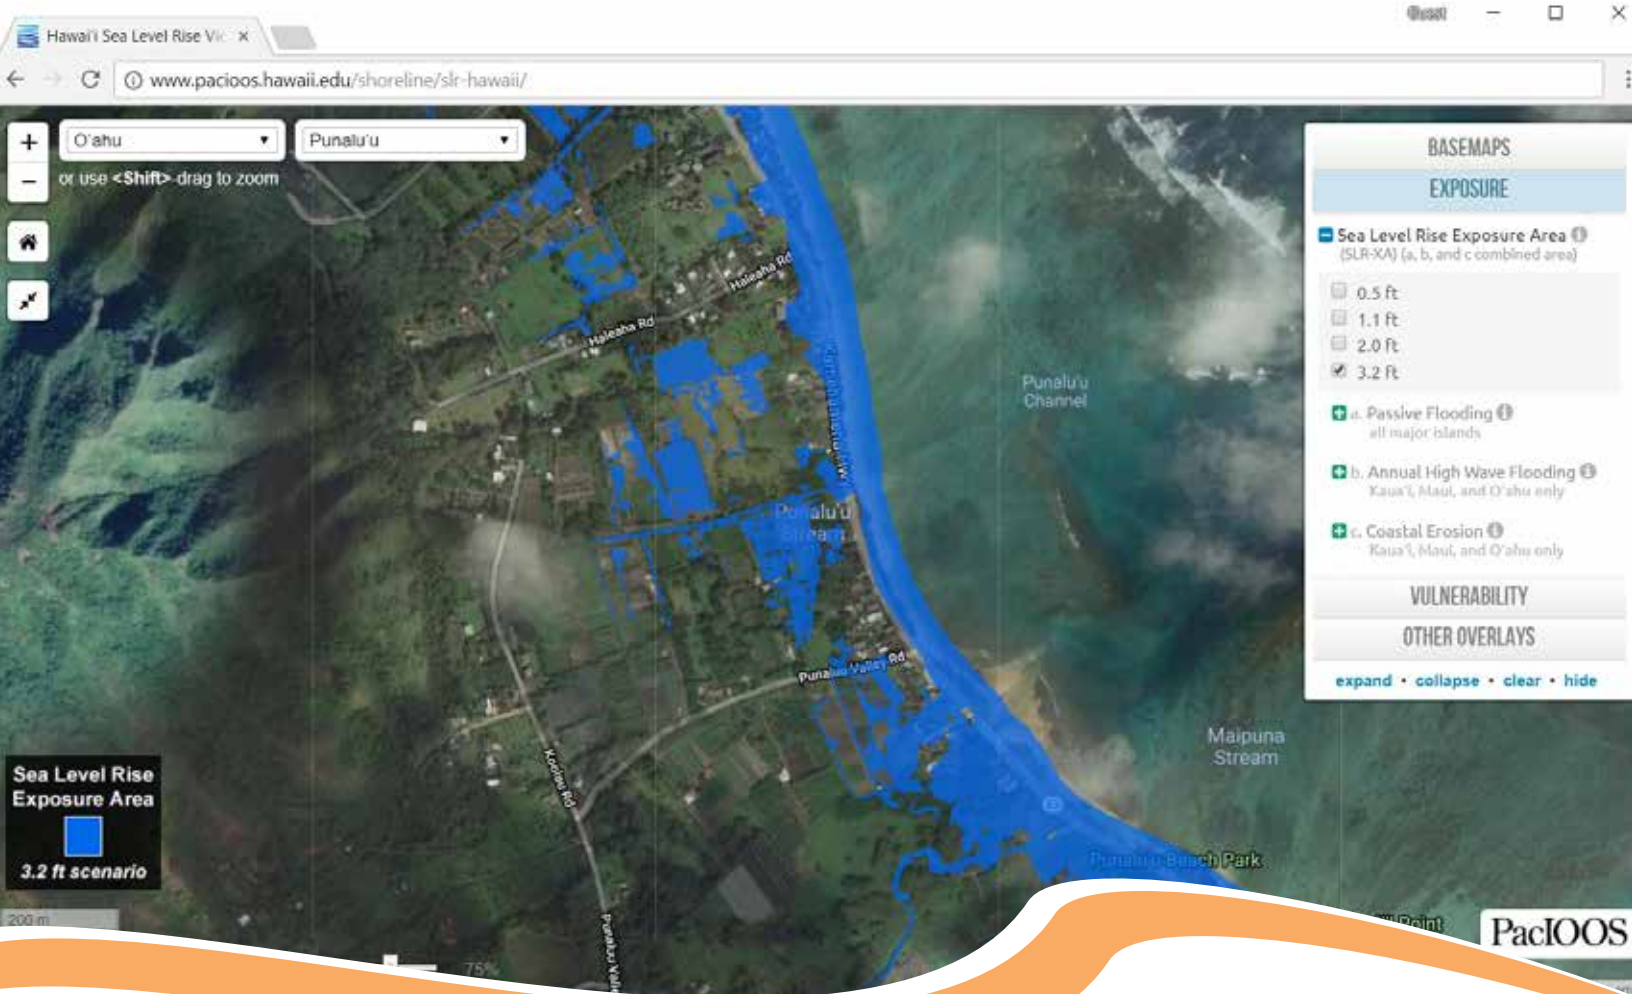 Hawai'i Sea Level Rise Vi
www.pacioos.hawaii.edu/shoreline/slr-hawaii/
O'ahu
Punalu'u
or use <Shift>-drag to zoom
BASEMAPS
EXPOSURE
Sea Level Rise Exposure Area
(SLR-XA) (a, b, and c combined area)
0.5 ft
1.1 ft
2.0 ft
3.2 ft
a. Passive Flooding
all major islands
b. Annual High Wave Flooding
Kaua'i, Maui, and O'ahu only
c. Coastal Erosion
Kaua'i, Maui, and O'ahu only
VULNERABILITY
OTHER OVERLAYS
expand • collapse • clear • hide
Haleaha Rd
Haleaha Rd
Punalu'u
Channel
Punalu'u
Stream
Punaluu Valley Rd
Maipuna
Stream
Koolau Rd
Punalu'u Beach Park
Point
Sea Level Rise
Exposure Area
3.2 ft scenario
200 m
75%
Punaluu Valle
PacIOOS